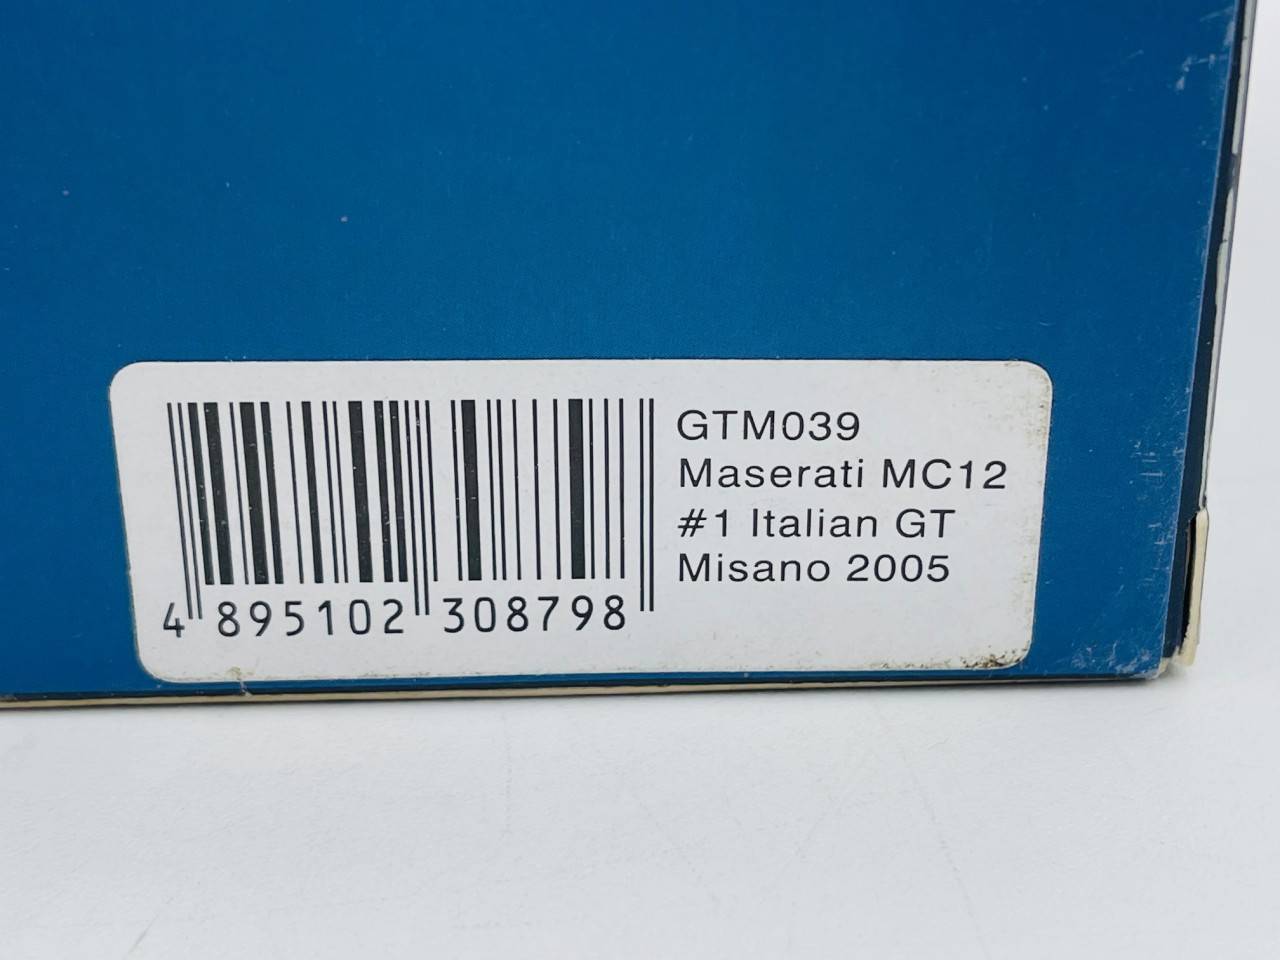 GTM039
Maserati MC12
#1 Italian GT
Misano 2005
4 895102 308798